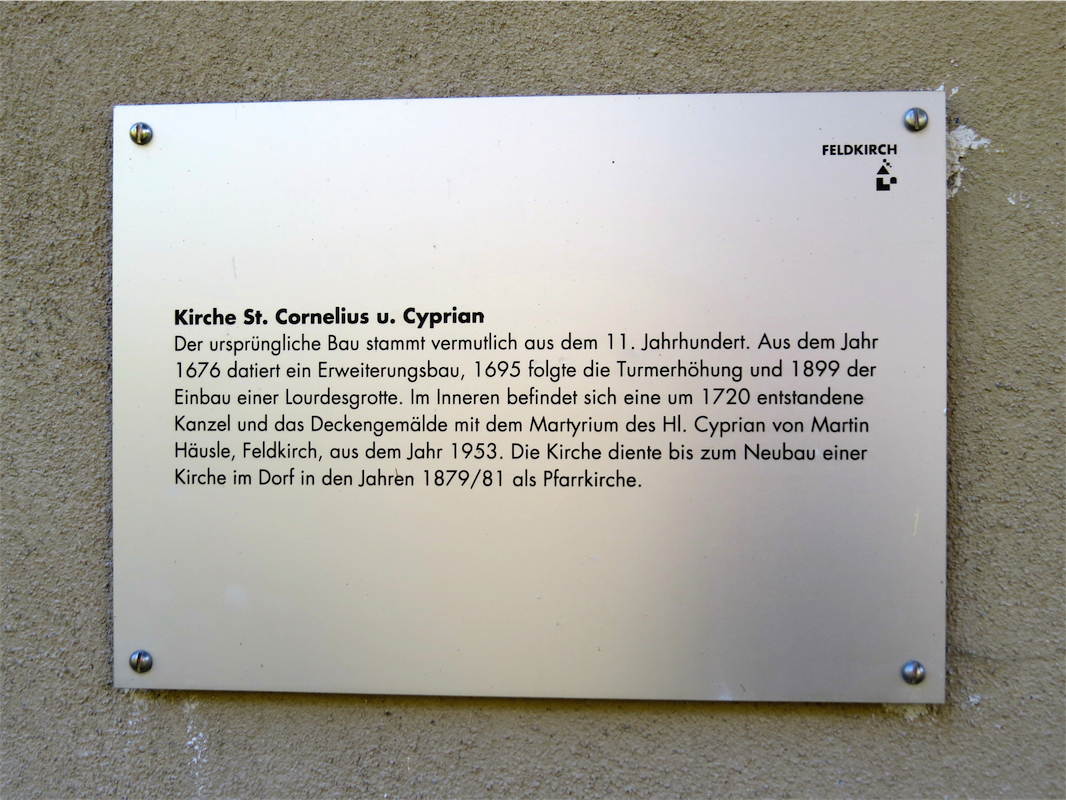 FELDKIRCH
Kirche St. Cornelius u. Cyprian
Der ursprüngliche Bau stammt vermutlich aus dem 11. Jahrhundert. Aus dem Jahr
1676 datiert ein Erweiterungsbau, 1695 folgte die Turmerhöhung und 1899 der
Einbau einer Lourdesgrotte. Im Inneren befindet sich eine um 1720 entstandene
Kanzel und das Deckengemälde mit dem Martyrium des Hl. Cyprian von Martin
Häusle, Feldkirch, aus dem Jahr 1953. Die Kirche diente bis zum Neubau einer
Kirche im Dorf in den Jahren 1879/81 als Pfarrkirche.